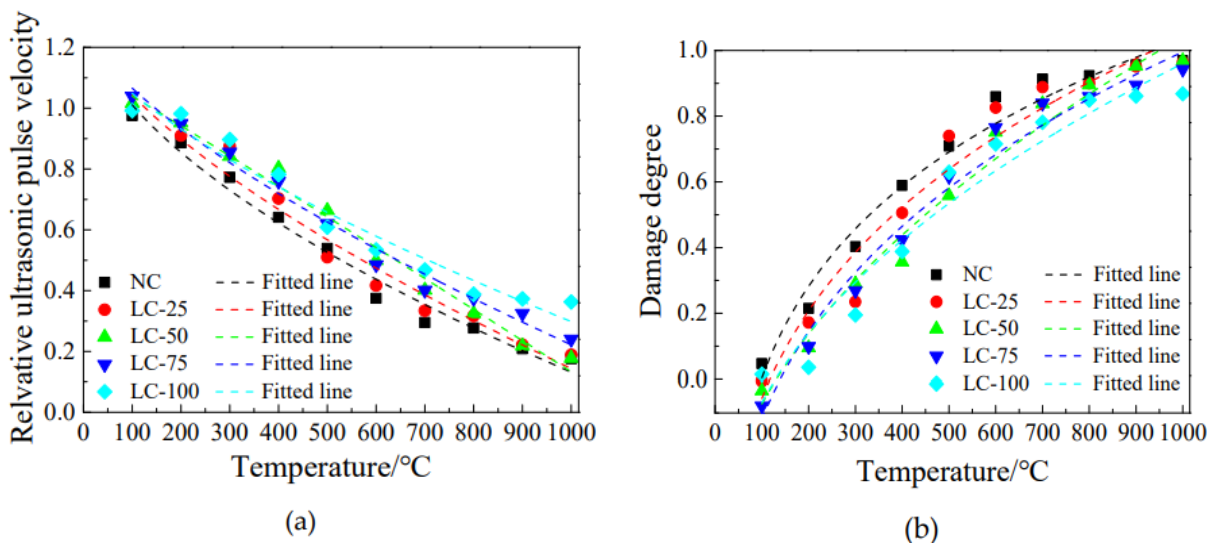 Relvative ultrasonic pulse velocity
1.2
1.0
0.8
0.6
0.4
0.2
0.0
NC Fitted line
LC-25 Fitted line
LC-50 Fitted line
LC-75 Fitted line
LC-100 Fitted line
0 100 200 300 400 500 600 700 800 900 1000
Temperature/℃
(a)
Damage degree
1.0
0.8
0.6
0.4
0.2
0.0
NC Fitted line
LC-25 Fitted line
LC-50 Fitted line
LC-75 Fitted line
LC-100 Fitted line
0 100 200 300 400 500 600 700 800 900 1000
Temperature/℃
(b)